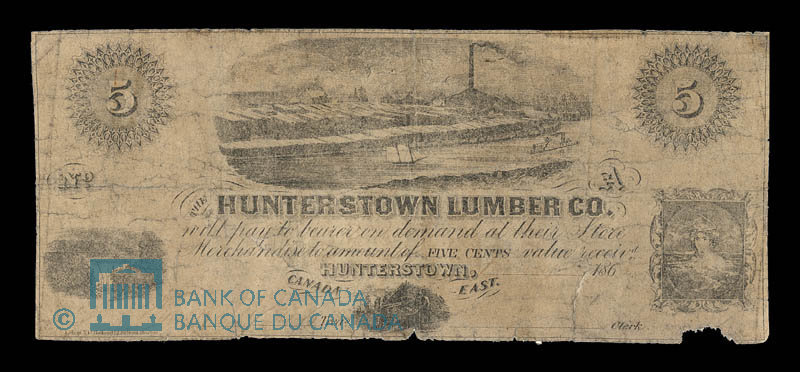 5 5
No A
THE
HUNTERSTOWN LUMBER CO.
will pay to bearer on demand at their Store
Merchandise to amount of FIVE CENTS value receiv.d
HUNTERSTOWN, 186
CANADA EAST.
Clerk
© BANK OF CANADA
BANQUE DU CANADA